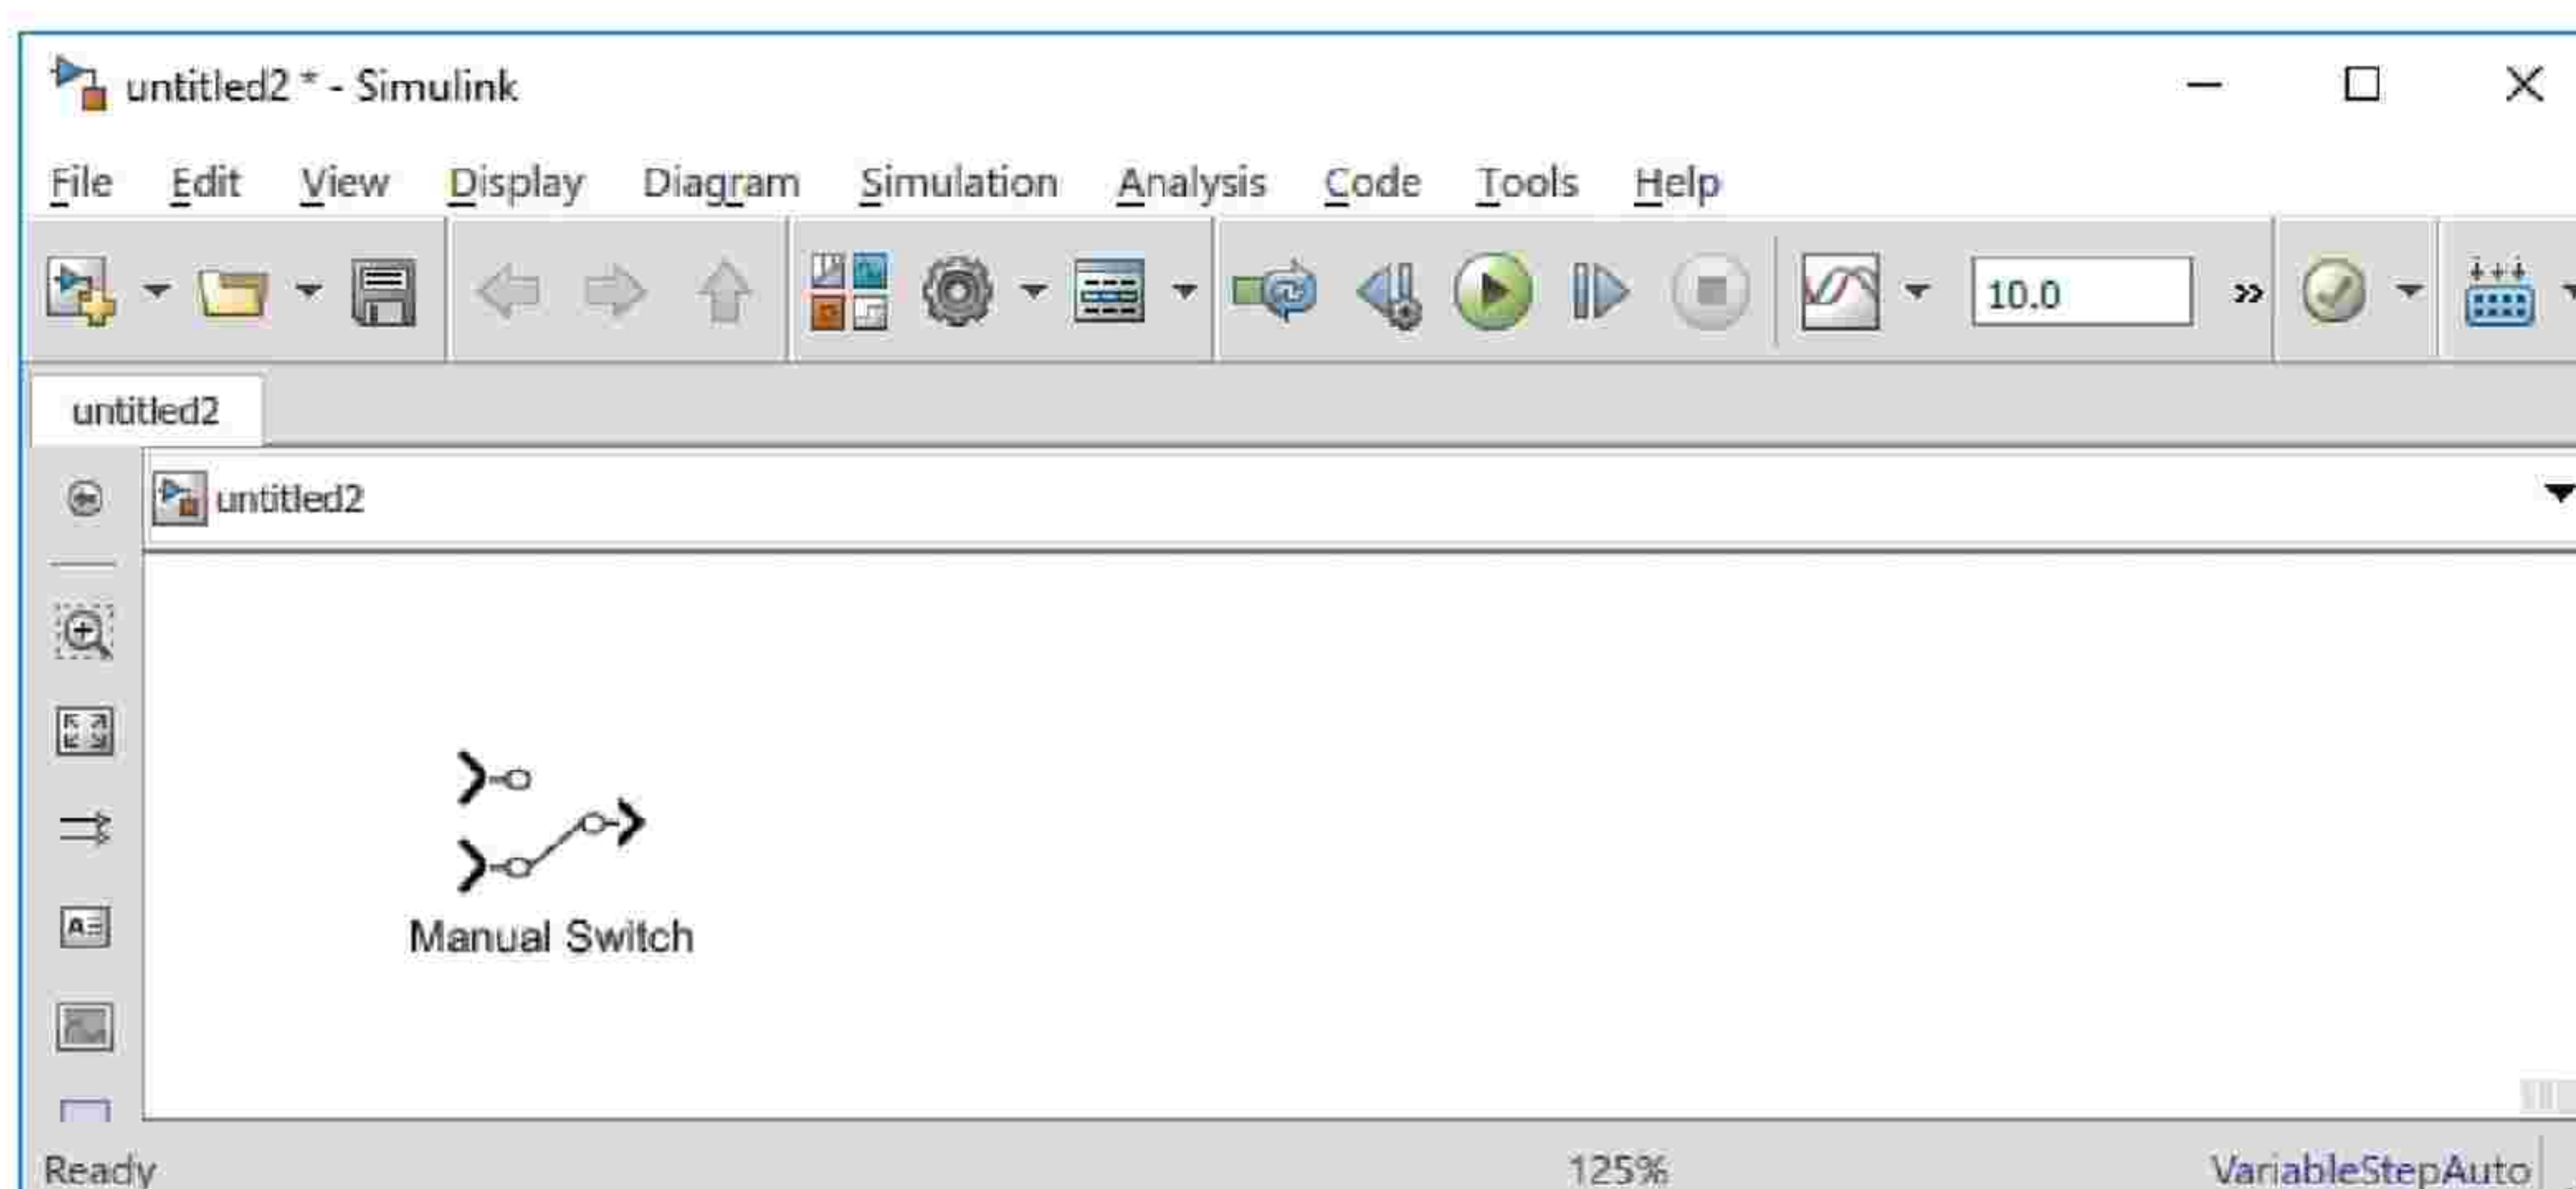 untitled2 * - Simulink
File Edit View Display Diagram Simulation Analysis Code Tools Help
10.0
untitled2
untitled2
Manual Switch
Ready 125% VariableStepAuto